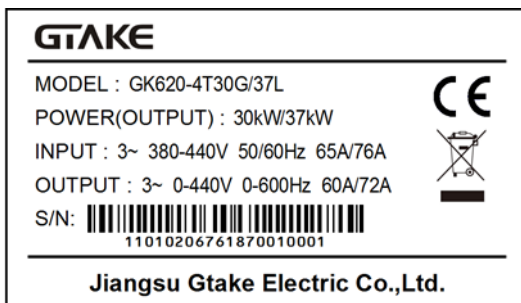 GTAKE
MODEL : GK620-4T30G/37L
POWER(OUTPUT) : 30kW/37kW
INPUT : 3~ 380-440V 50/60Hz 65A/76A
OUTPUT : 3~ 0-440V 0-600Hz 60A/72A
S/N:
11010206761870010001
CE
Jiangsu Gtake Electric Co.,Ltd.